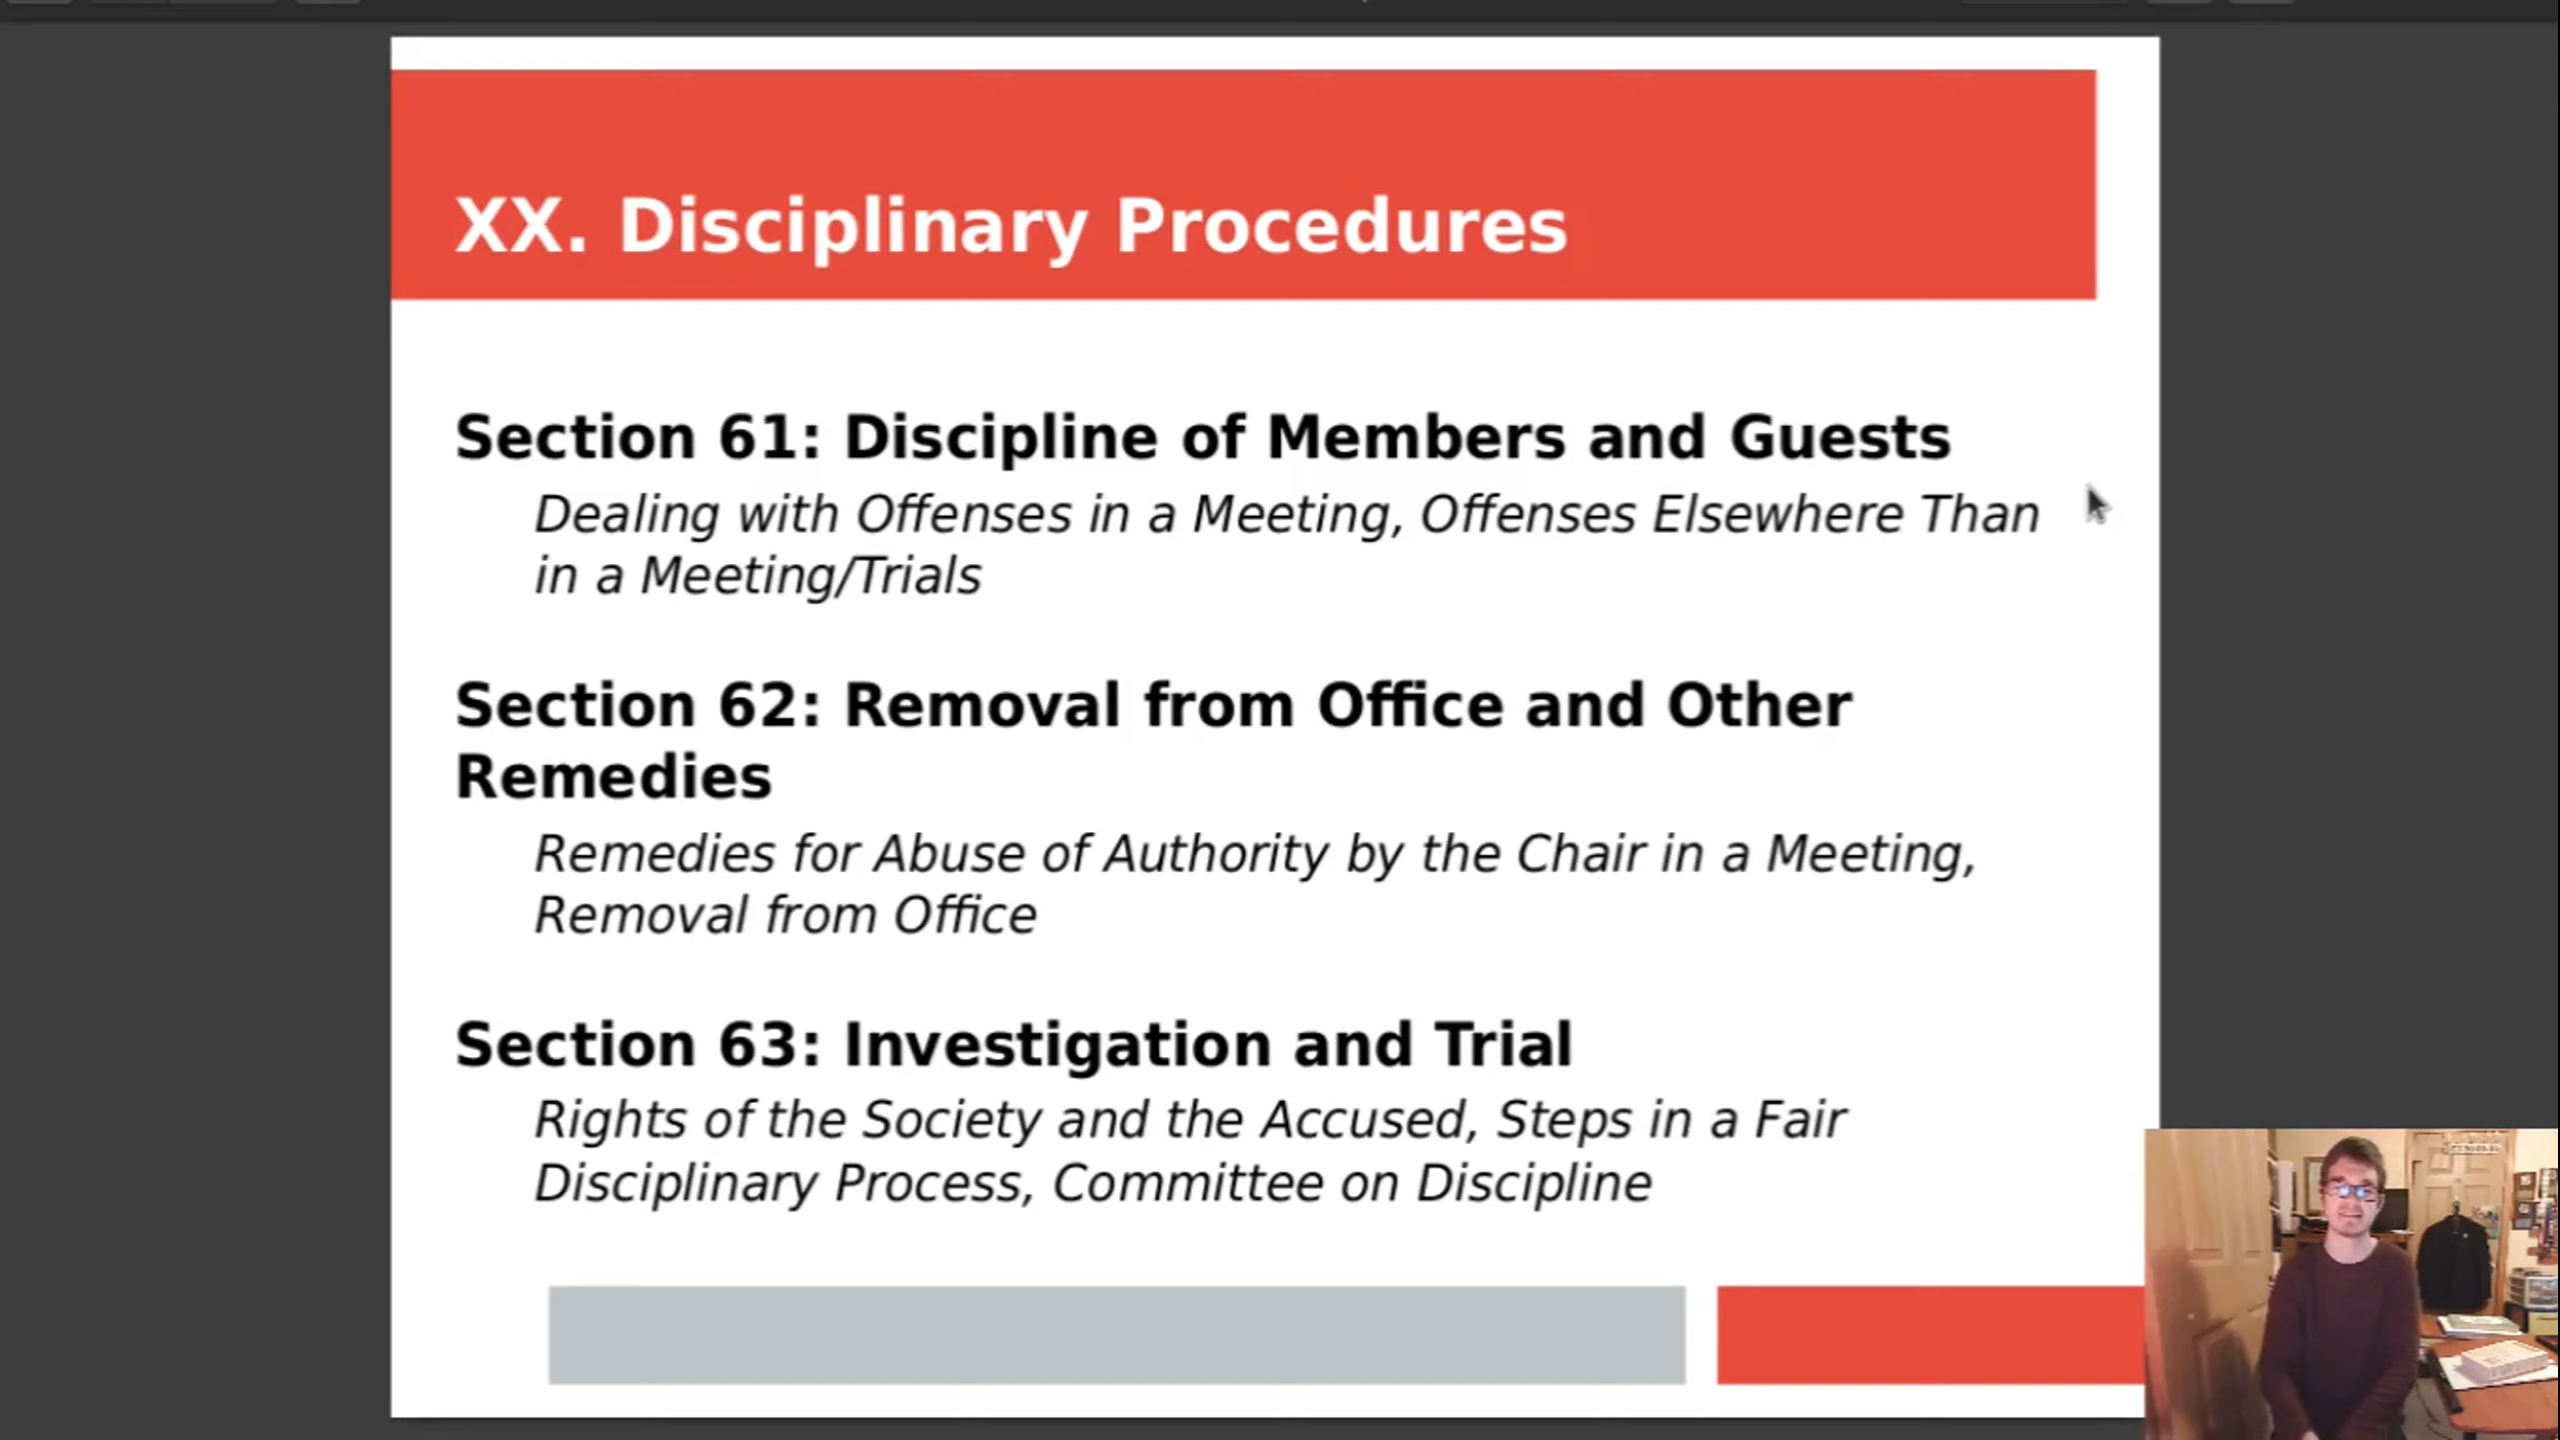 XX. Disciplinary Procedures
Section 61: Discipline of Members and Guests
Dealing with Offenses in a Meeting, Offenses Elsewhere Than
in a Meeting/Trials
Section 62: Removal from Office and Other
Remedies
Remedies for Abuse of Authority by the Chair in a Meeting,
Removal from Office
Section 63: Investigation and Trial
Rights of the Society and the Accused, Steps in a Fair
Disciplinary Process, Committee on Discipline